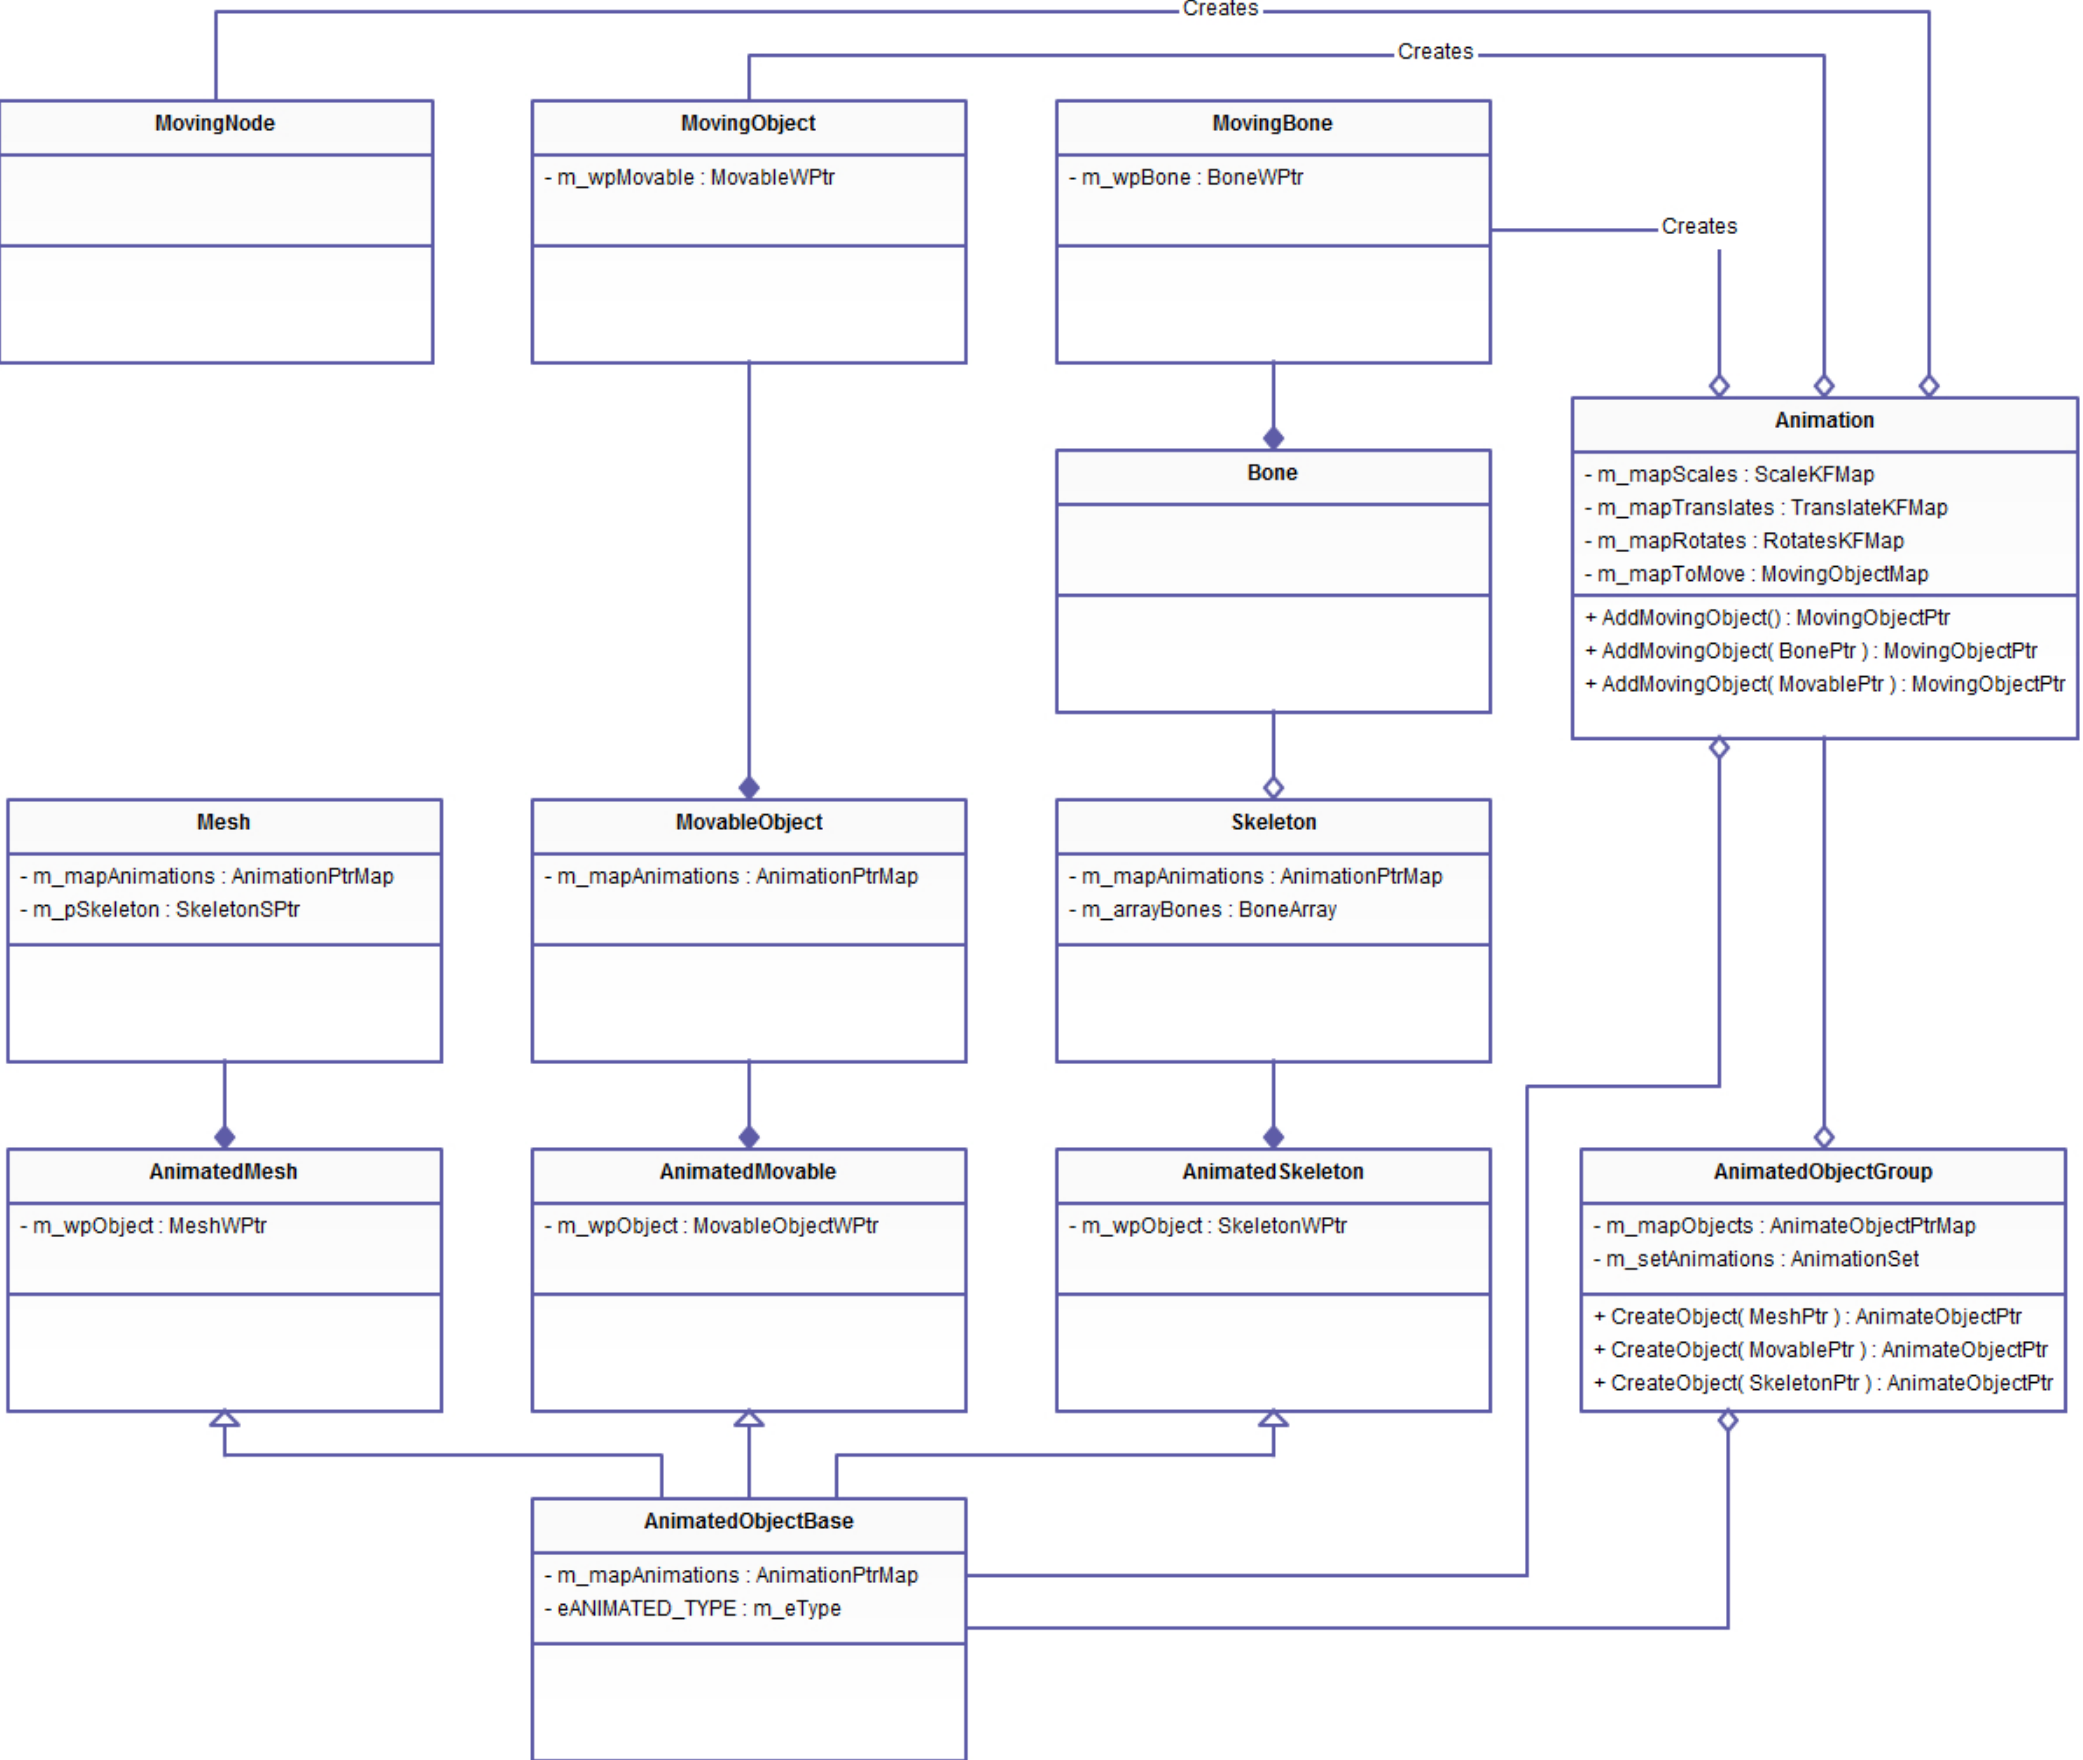 Creates
Creates
MovingNode
MovingObject
- m_wpMovable : MovableWPtr
MovingBone
- m_wpBone : BoneWPtr
Creates
Bone
Animation
- m_mapScales : ScaleKFMap
- m_mapTranslates : TranslateKFMap
- m_mapRotates : RotatesKFMap
- m_mapToMove : MovingObjectMap
+ AddMovingObject() : MovingObjectPtr
+ AddMovingObject( BonePtr ) : MovingObjectPtr
+ AddMovingObject( MovablePtr ) : MovingObjectPtr
Mesh
- m_mapAnimations : AnimationPtrMap
- m_pSkeleton : SkeletonSPtr
MovableObject
- m_mapAnimations : AnimationPtrMap
Skeleton
- m_mapAnimations : AnimationPtrMap
- m_arrayBones : BoneArray
AnimatedMesh
- m_wpObject : MeshWPtr
AnimatedMovable
- m_wpObject : MovableObjectWPtr
AnimatedSkeleton
- m_wpObject : SkeletonWPtr
AnimatedObjectGroup
- m_mapObjects : AnimateObjectPtrMap
- m_setAnimations : AnimationSet
+ CreateObject( MeshPtr ) : AnimateObjectPtr
+ CreateObject( MovablePtr ) : AnimateObjectPtr
+ CreateObject( SkeletonPtr ) : AnimateObjectPtr
AnimatedObjectBase
- m_mapAnimations : AnimationPtrMap
- eANIMATED_TYPE : m_eType